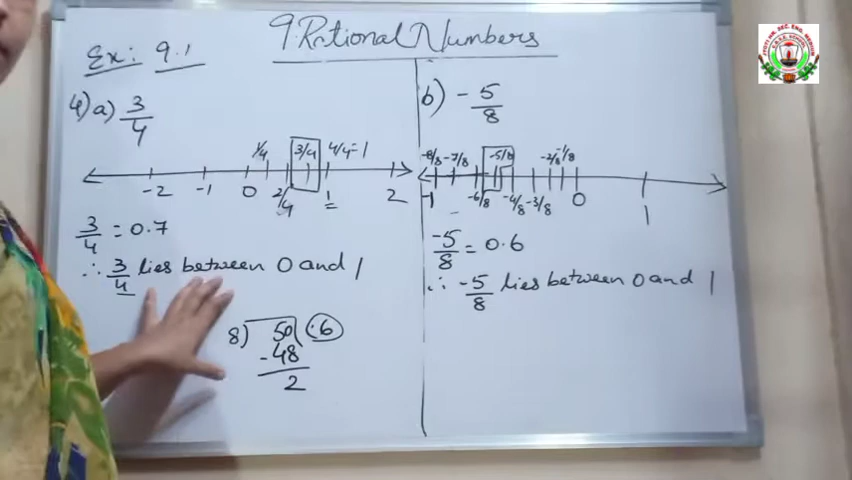 9. Rational Numbers
Ex: 9.1
4) a) 3/4
1/4 3/4 4/4=1
-2 -1 0 2/4 1 2
3/4 = 0.7
∴ 3/4 lies between 0 and 1
8) 50 (.6
-48
2
b) -5/8
-8/8 -7/8 -5/8 -2/8 -1/8
-1 -6/8 -4/8 -3/8 0 1
-5/8 = 0.6
∴ -5/8 lies between 0 and 1